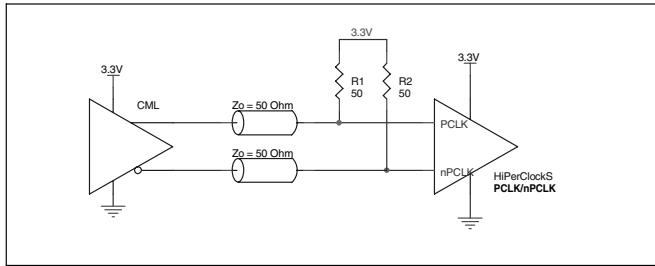 3.3V
3.3V
R1
50
R2
50
3.3V
CML
Zo = 50 Ohm
PCLK
Zo = 50 Ohm
nPCLK
HiPerClockS
PCLK/nPCLK